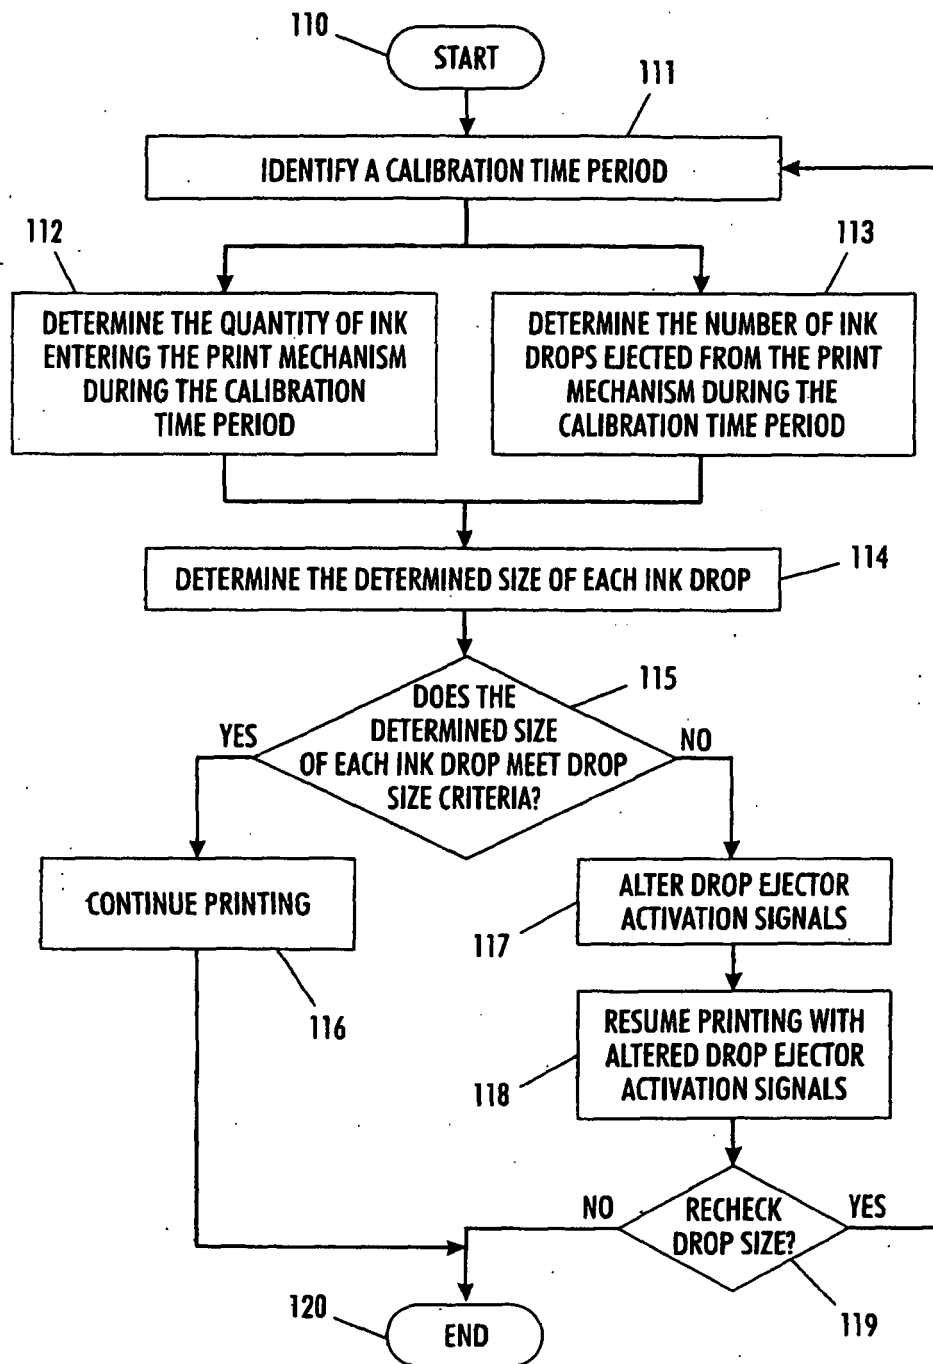 110
START
111
IDENTIFY A CALIBRATION TIME PERIOD
112
113
DETERMINE THE QUANTITY OF INK
ENTERING THE PRINT MECHANISM
DURING THE CALIBRATION
TIME PERIOD
DETERMINE THE NUMBER OF INK
DROPS EJECTED FROM THE PRINT
MECHANISM DURING THE
CALIBRATION TIME PERIOD
DETERMINE THE DETERMINED SIZE OF EACH INK DROP
114
DOES THE
DETERMINED SIZE
OF EACH INK DROP MEET DROP
SIZE CRITERIA?
115
YES
NO
CONTINUE PRINTING
116
ALTER DROP EJECTOR
ACTIVATION SIGNALS
117
RESUME PRINTING WITH
ALTERED DROP EJECTOR
ACTIVATION SIGNALS
118
NO
RECHECK
DROP SIZE?
YES
119
120
END